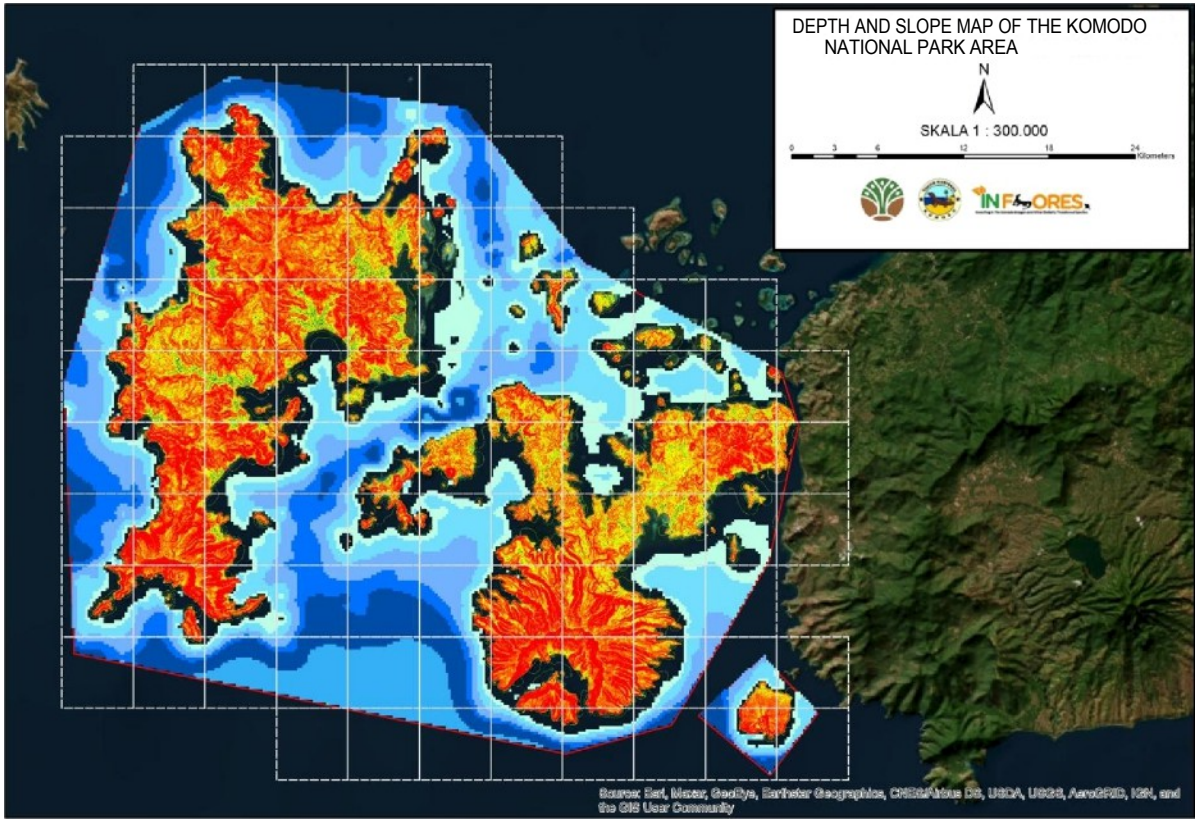 DEPTH AND SLOPE MAP OF THE KOMODO
NATIONAL PARK AREA
N
SKALA 1 : 300.000
0 3 6 12 18 24
Kilometers
IN FLORES
Source: Esri, Maxar, GeoEye, Earthstar Geographics, CNES/Airbus DS, USDA, USGS, AeroGRID, IGN, and
the GIS User Community